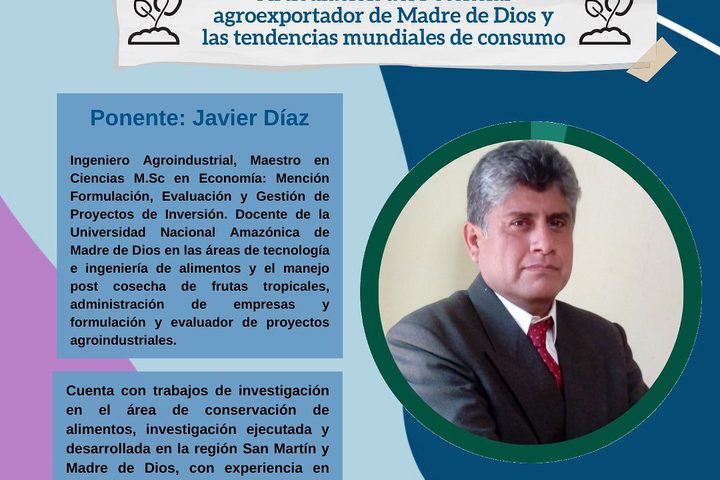 agroexportador de Madre de Dios y
las tendencias mundiales de consumo
Ponente: Javier Díaz
Ingeniero Agroindustrial, Maestro en
Ciencias M.Sc en Economía: Mención
Formulación, Evaluación y Gestión de
Proyectos de Inversión. Docente de la
Universidad Nacional Amazónica de
Madre de Dios en las áreas de tecnología
e ingeniería de alimentos y el manejo
post cosecha de frutas tropicales,
administración de empresas y
formulación y evaluador de proyectos
agroindustriales.
Cuenta con trabajos de investigación
en el área de conservación de
alimentos, investigación ejecutada y
desarrollada en la región San Martín y
Madre de Dios, con experiencia en